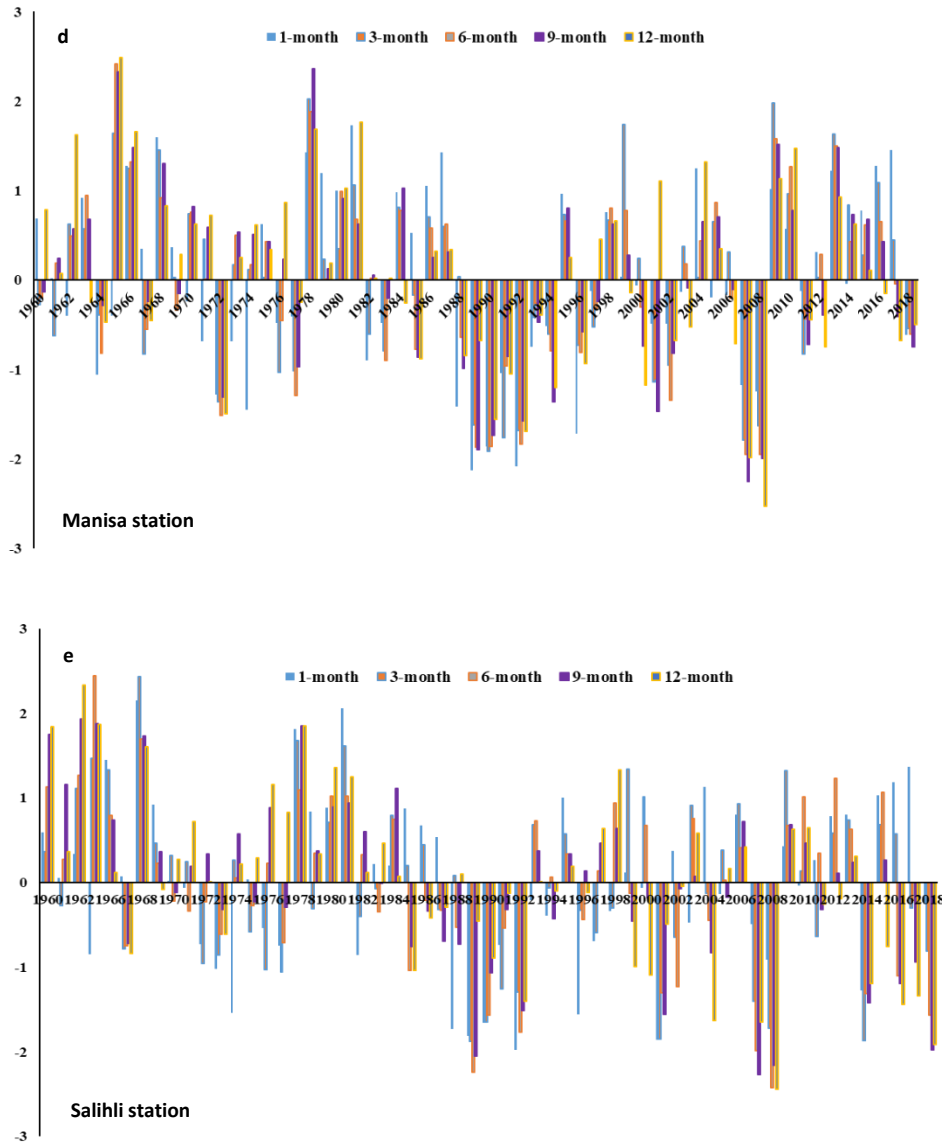 3
d
1-month 3-month 6-month 9-month 12-month
2
1
0
1960 1962 1964 1966 1968 1970 1972 1974 1976 1978 1980 1982 1984 1986 1988 1990 1992 1994 1996 1998 2000 2002 2004 2006 2008 2010 2012 2014 2016 2018
-1
-2
Manisa station
-3
3
e
1-month 3-month 6-month 9-month 12-month
2
1
0
1960 1962 1964 1966 1968 1970 1972 1974 1976 1978 1980 1982 1984 1986 1988 1990 1992 1994 1996 1998 2000 2002 2004 2006 2008 2010 2012 2014 2016 2018
-1
-2
Salihli station
-3